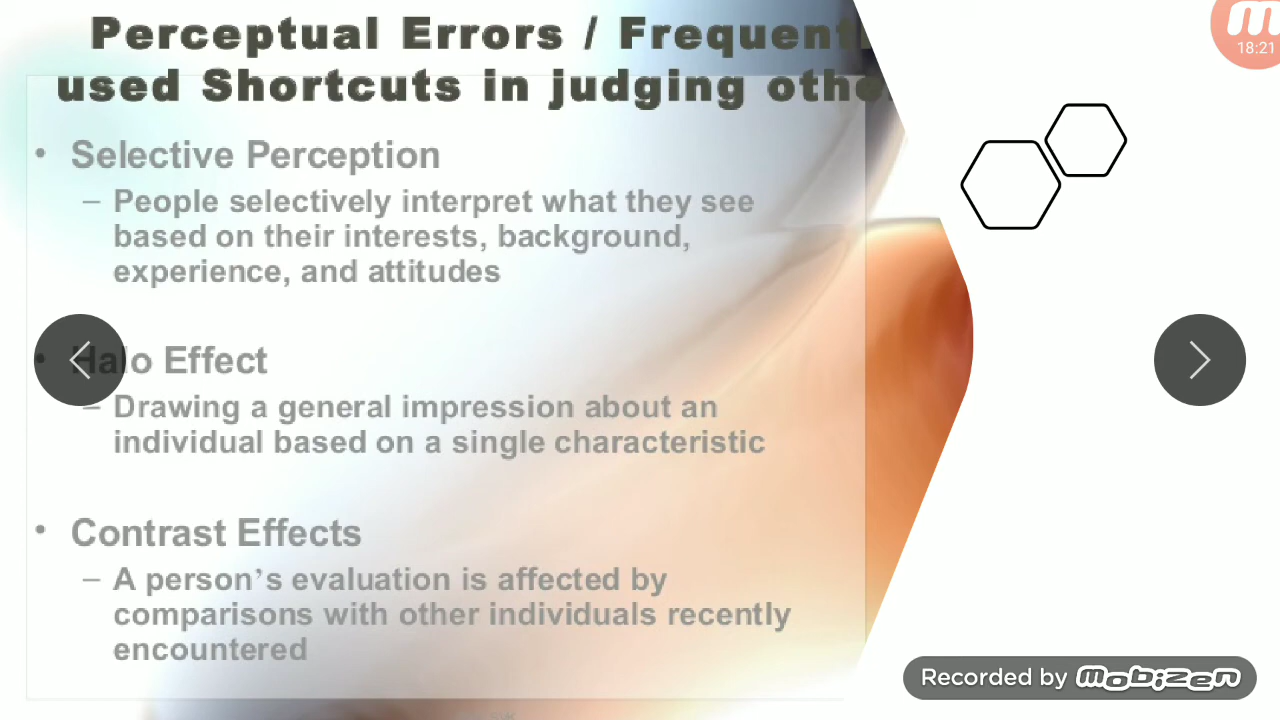 Perceptual Errors / Frequent
used Shortcuts in judging othe
• Selective Perception
– People selectively interpret what they see
based on their interests, background,
experience, and attitudes
• Halo Effect
– Drawing a general impression about an
individual based on a single characteristic
• Contrast Effects
– A person’s evaluation is affected by
comparisons with other individuals recently
encountered
18:21
Recorded by mobizen